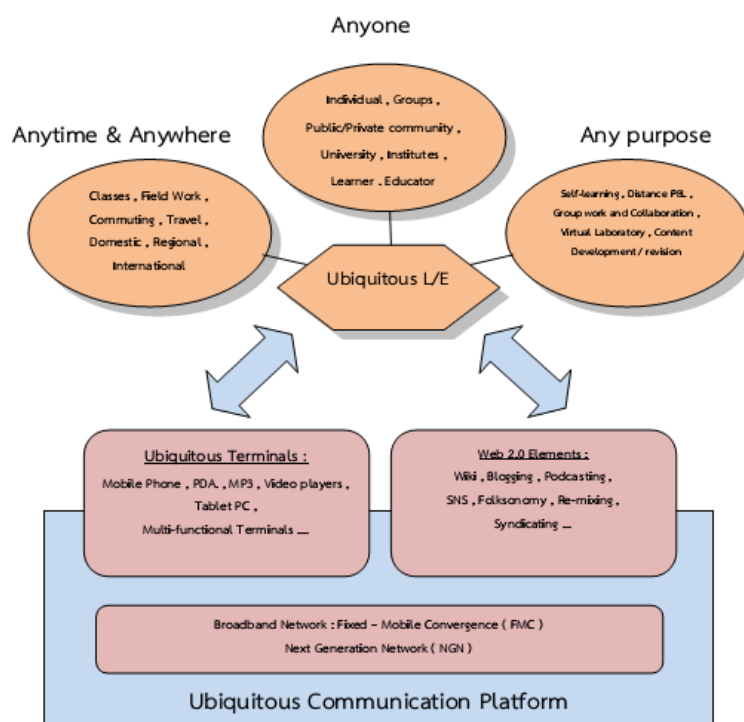 Anyone
Individual , Groups ,
Public/Private community ,
University , Institutes ,
Learner . Educator
Anytime & Anywhere
Classes , Field Work ,
Commuting , Travel ,
Domestic , Regional ,
International
Any purpose
Self-learning , Distance PBL ,
Group work and Collaboration ,
Virtual Laboratory , Content
Development / revision
Ubiquitous L/E
Ubiquitous Terminals :
Mobile Phone , PDA. , MP3 , Video players ,
Tablet PC ,
Multi-functional Terminals ...
Web 2.0 Elements :
Wiki , Blogging , Podcasting ,
SNS , Folksonomy , Re-mixing ,
Syndicating ...
Broadband Network : Fixed – Mobile Convergence ( FMC )
Next Generation Network ( NGN )
Ubiquitous Communication Platform